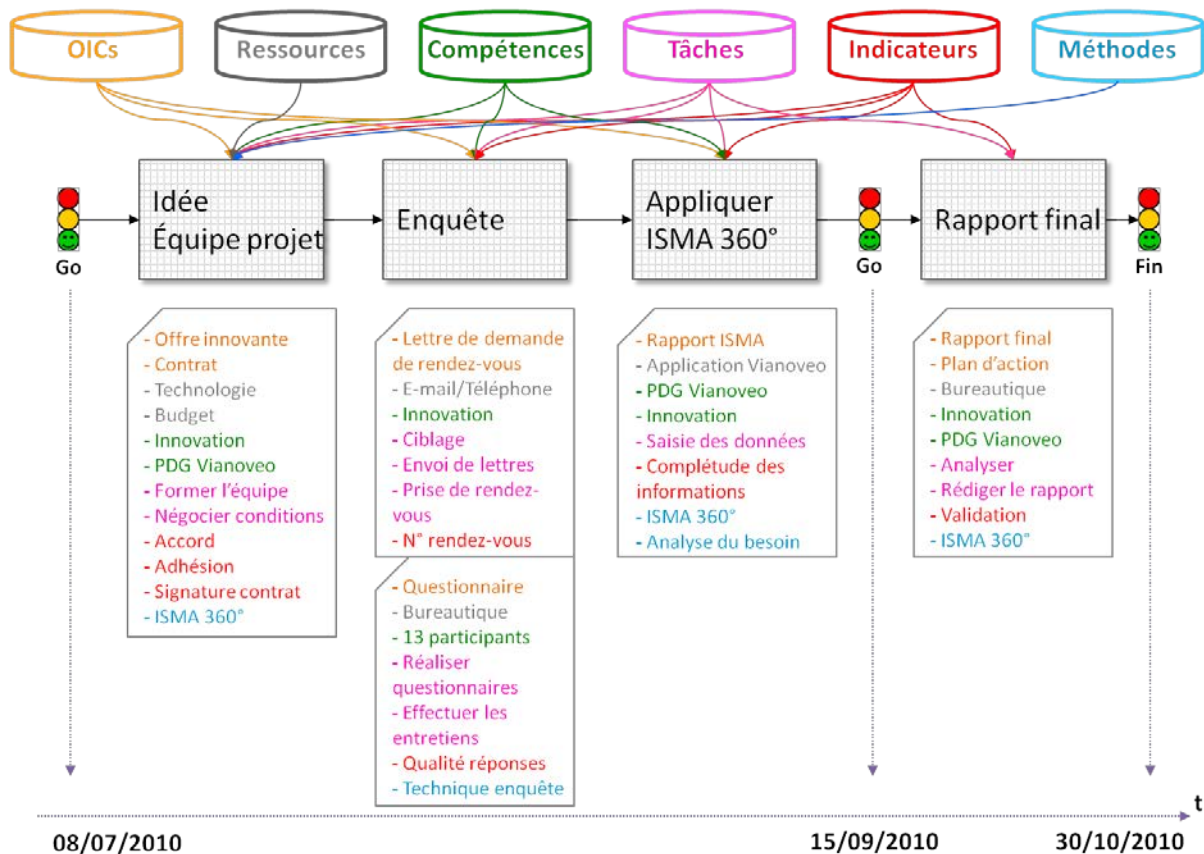 OICs
Ressources
Compétences
Tâches
Indicateurs
Méthodes
Go
Idée
Équipe projet
Enquête
Appliquer
ISMA 360°
Go
Rapport final
Fin
- Offre innovante
- Contrat
- Technologie
- Budget
- Innovation
- PDG Vianoveo
- Former l'équipe
- Négocier conditions
- Accord
- Adhésion
- Signature contrat
- ISMA 360°
- Lettre de demande
de rendez-vous
- E-mail/Téléphone
- Innovation
- Ciblage
- Envoi de lettres
- Prise de rendez-
vous
- N° rendez-vous
- Questionnaire
- Bureautique
- 13 participants
- Réaliser
questionnaires
- Effectuer les
entretiens
- Qualité réponses
- Technique enquête
- Rapport ISMA
- Application Vianoveo
- PDG Vianoveo
- Innovation
- Saisie des données
- Complétude des
informations
- ISMA 360°
- Analyse du besoin
- Rapport final
- Plan d'action
- Bureautique
- Innovation
- PDG Vianoveo
- Analyser
- Rédiger le rapport
- Validation
- ISMA 360°
t
08/07/2010
15/09/2010
30/10/2010